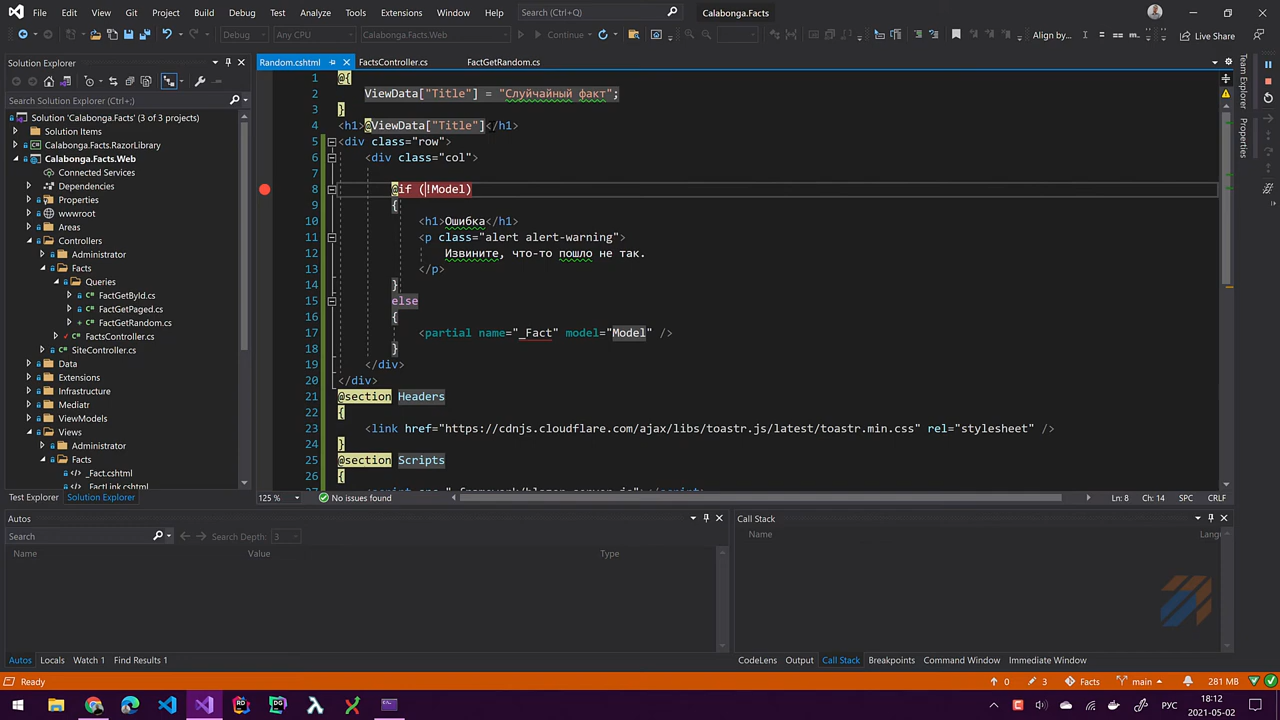 File Edit View Git Project Build Debug Test Analyze Tools Extensions Window Help Search (Ctrl+Q) Calabonga.Facts
Debug Any CPU Calabonga.Facts.Web Continue Align by... Live Share
Solution Explorer
Search Solution Explorer (Ctrl+;)
Solution 'Calabonga.Facts' (3 of 3 projects)
Solution Items
Calabonga.Facts.RazorLibrary
Calabonga.Facts.Web
Connected Services
Dependencies
Properties
wwwroot
Areas
Controllers
Administrator
Facts
Queries
FactGetById.cs
FactGetPaged.cs
FactGetRandom.cs
FactsController.cs
SiteController.cs
Data
Extensions
Infrastructure
Mediatr
ViewModels
Views
Administrator
Facts
_Fact.cshtml
_FactLink.cshtml
Test Explorer Solution Explorer
Random.cshtml FactsController.cs FactGetRandom.cs
1 @{
2 ViewData["Title"] = "Слуйчайный факт";
3 }
4 <h1>@ViewData["Title"]</h1>
5 <div class="row">
6 <div class="col">
7
8 @if (!Model)
9 {
10 <h1>Ошибка</h1>
11 <p class="alert alert-warning">
12 Извините, что-то пошло не так.
13 </p>
14 }
15 else
16 {
17 <partial name="_Fact" model="Model" />
18 }
19 </div>
20 </div>
21 @section Headers
22 {
23 <link href="https://cdnjs.cloudflare.com/ajax/libs/toastr.js/latest/toastr.min.css" rel="stylesheet" />
24 }
25 @section Scripts
26 {
125 % No issues found Ln: 8 Ch: 14 SPC CRLF
Team Explorer
Properties
Autos
Search Search Depth: 3
Name Value Type
Autos Locals Watch 1 Find Results 1
Call Stack
Name Lang
CodeLens Output Call Stack Breakpoints Command Window Immediate Window
Ready 0 3 Facts main 281 MB
РУС 18:12
2021-05-02